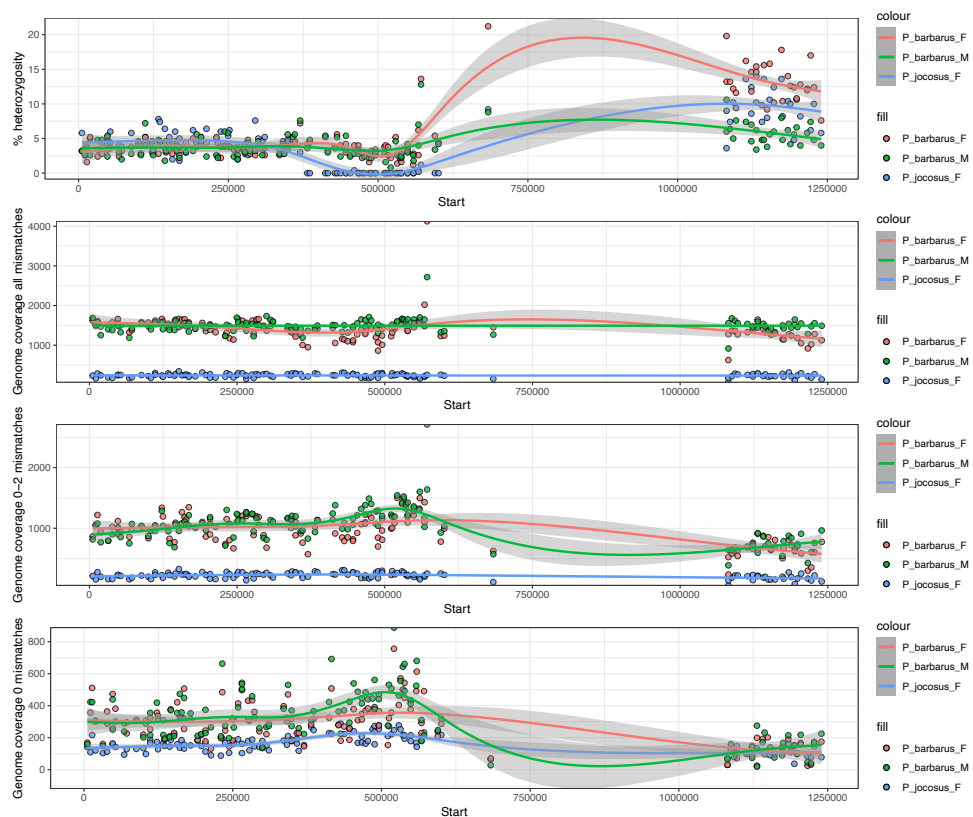 % heterozygosity
20
15
10
5
0
0 250000 500000 750000 1000000 1250000
Start
colour
P_barbarus_F
P_barbarus_M
P_jocosus_F
fill
P_barbarus_F
P_barbarus_M
P_jocosus_F
Genome coverage all mismatches
4000
3000
2000
1000
0 250000 500000 750000 1000000 1250000
Start
colour
P_barbarus_F
P_barbarus_M
P_jocosus_F
fill
P_barbarus_F
P_barbarus_M
P_jocosus_F
Genome coverage 0−2 mismatches
2000
1000
0
0 250000 500000 750000 1000000 1250000
Start
colour
P_barbarus_F
P_barbarus_M
P_jocosus_F
fill
P_barbarus_F
P_barbarus_M
P_jocosus_F
Genome coverage 0 mismatches
800
600
400
200
0
0 250000 500000 750000 1000000 1250000
Start
colour
P_barbarus_F
P_barbarus_M
P_jocosus_F
fill
P_barbarus_F
P_barbarus_M
P_jocosus_F